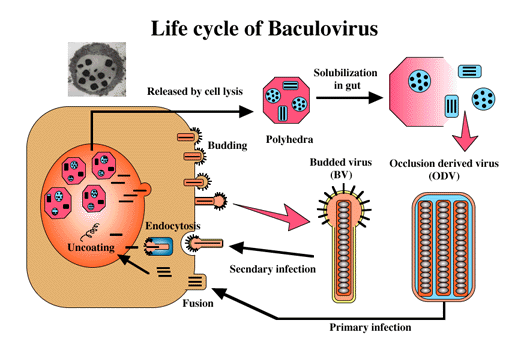 Life cycle of Baculovirus
Released by cell lysis
Solubilization
in gut
Polyhedra
Budding
Budded virus
(BV)
Occlusion derived virus
(ODV)
Endocytosis
Uncoating
Secndary infection
Fusion
Primary infection